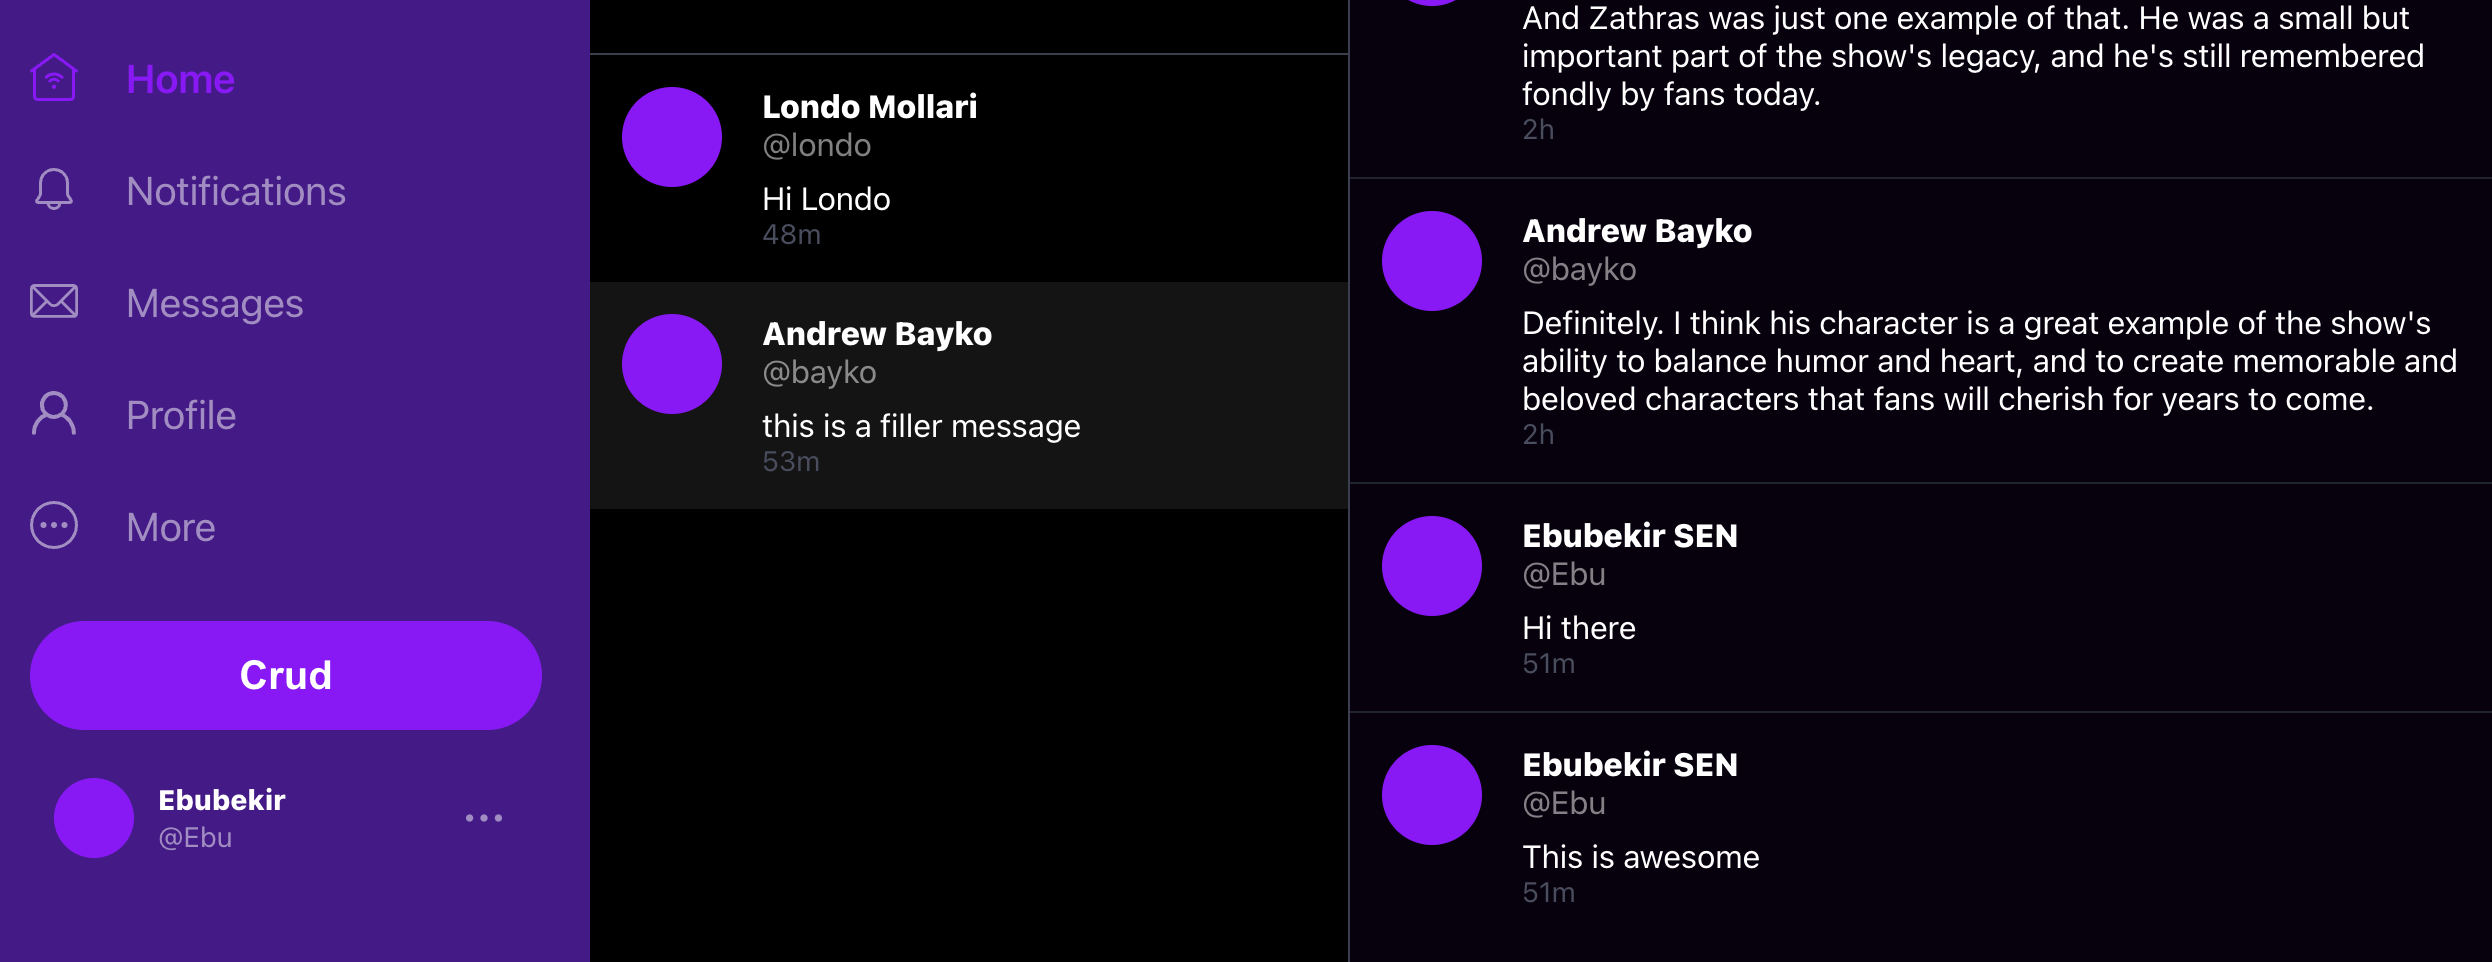 Home
Notifications
Messages
Profile
More
Crud
Ebubekir
@Ebu
Londo Mollari
@londo
Hi Londo
48m
Andrew Bayko
@bayko
this is a filler message
53m
And Zathras was just one example of that. He was a small but
important part of the show's legacy, and he's still remembered
fondly by fans today.
2h
Andrew Bayko
@bayko
Definitely. I think his character is a great example of the show's
ability to balance humor and heart, and to create memorable and
beloved characters that fans will cherish for years to come.
2h
Ebubekir SEN
@Ebu
Hi there
51m
Ebubekir SEN
@Ebu
This is awesome
51m